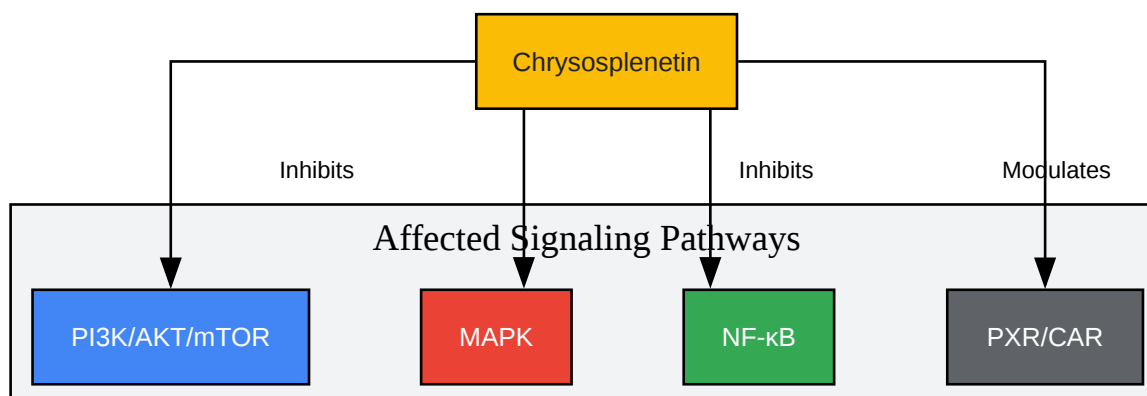 Chrysosplenetin
Inhibits
Inhibits
Modulates
Affected Signaling Pathways
PI3K/AKT/mTOR
MAPK
NF-κB
PXR/CAR